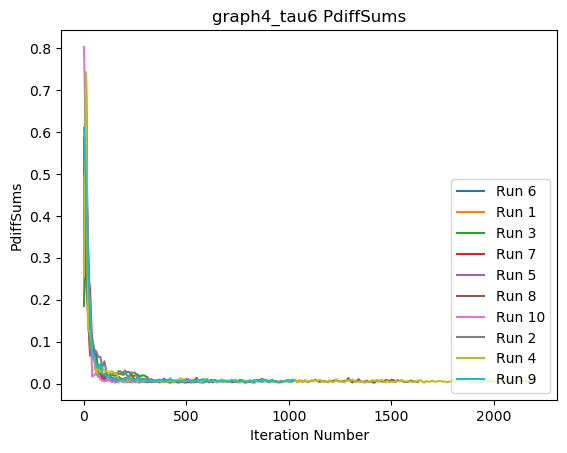 graph4_tau6 PdiffSums
PdiffSums
0.8
0.7
0.6
0.5
0.4
0.3
0.2
0.1
0.0
Run 6
Run 1
Run 3
Run 7
Run 5
Run 8
Run 10
Run 2
Run 4
Run 9
0
500
1000
1500
2000
Iteration Number